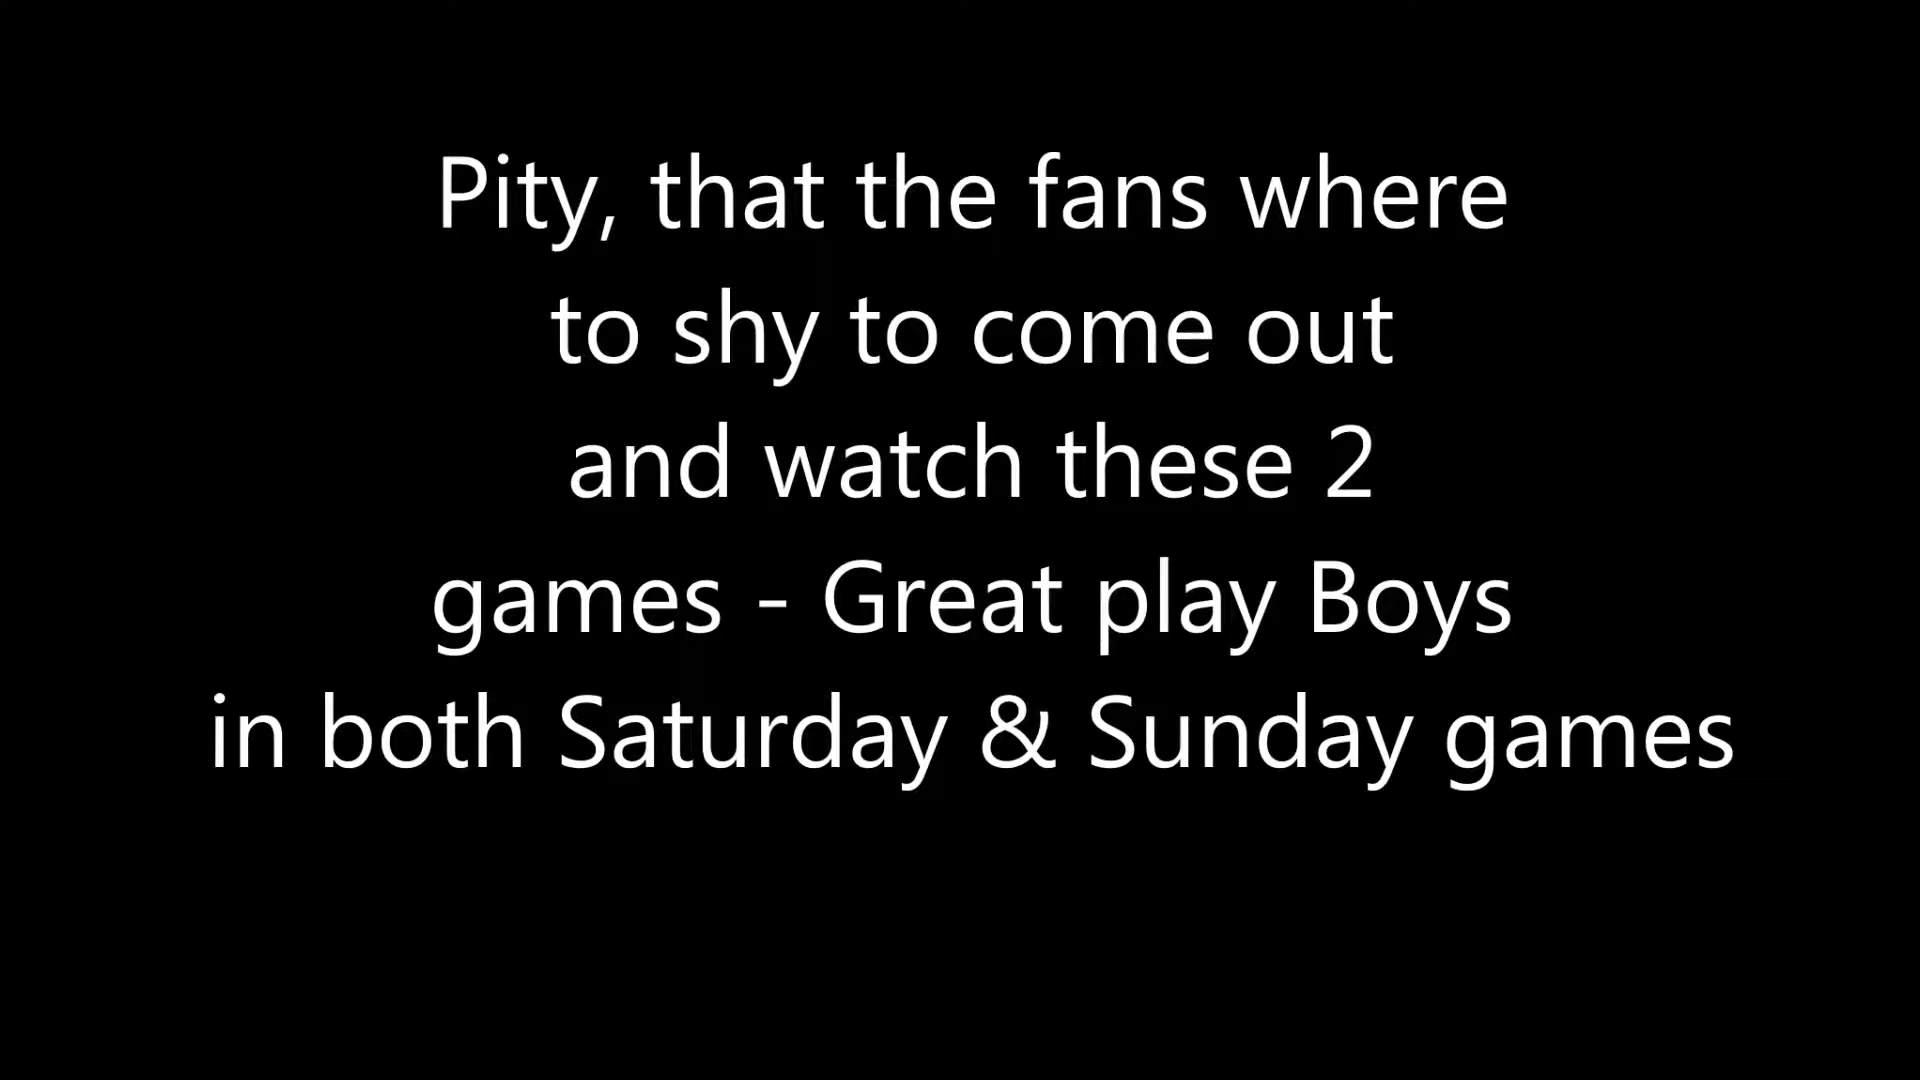 Pity, that the fans where
to shy to come out
and watch these 2
games - Great play Boys
in both Saturday & Sunday games